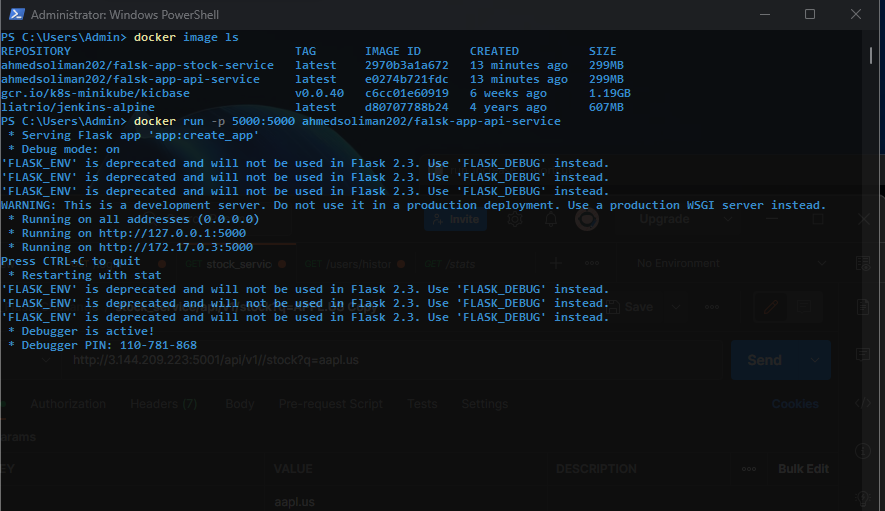 Administrator: Windows PowerShell
PS C:\Users\Admin> docker image ls
REPOSITORY TAG IMAGE ID CREATED SIZE
ahmedsoliman202/falsk-app-stock-service latest 2970b3a1a672 13 minutes ago 299MB
ahmedsoliman202/falsk-app-api-service latest e0274b721fdc 13 minutes ago 299MB
gcr.io/k8s-minikube/kicbase v0.0.40 c6cc01e60919 6 weeks ago 1.19GB
liatrio/jenkins-alpine latest d80707788b24 4 years ago 607MB
PS C:\Users\Admin> docker run -p 5000:5000 ahmedsoliman202/falsk-app-api-service
* Serving Flask app 'app:create_app'
* Debug mode: on
'FLASK_ENV' is deprecated and will not be used in Flask 2.3. Use 'FLASK_DEBUG' instead.
'FLASK_ENV' is deprecated and will not be used in Flask 2.3. Use 'FLASK_DEBUG' instead.
'FLASK_ENV' is deprecated and will not be used in Flask 2.3. Use 'FLASK_DEBUG' instead.
WARNING: This is a development server. Do not use it in a production deployment. Use a production WSGI server instead.
* Running on all addresses (0.0.0.0)
Invite Upgrade
* Running on http://127.0.0.1:5000
* Running on http://172.17.0.3:5000
Press CTRL+C to quit
GET stock_servic GET /users/histor GET /stats No Environment
* Restarting with stat
'FLASK_ENV' is deprecated and will not be used in Flask 2.3. Use 'FLASK_DEBUG' instead.
'FLASK_ENV' is deprecated and will not be used in Flask 2.3. Use 'FLASK_DEBUG' instead.
Save
'FLASK_ENV' is deprecated and will not be used in Flask 2.3. Use 'FLASK_DEBUG' instead.
* Debugger is active!
* Debugger PIN: 110-781-868
http://3.144.209.223:5001/api/v1//stock?q=aapl.us Send
Authorization Headers (7) Body Pre-request Script Tests Settings Cookies
arams
EY VALUE DESCRIPTION Bulk Edit
aapl.us